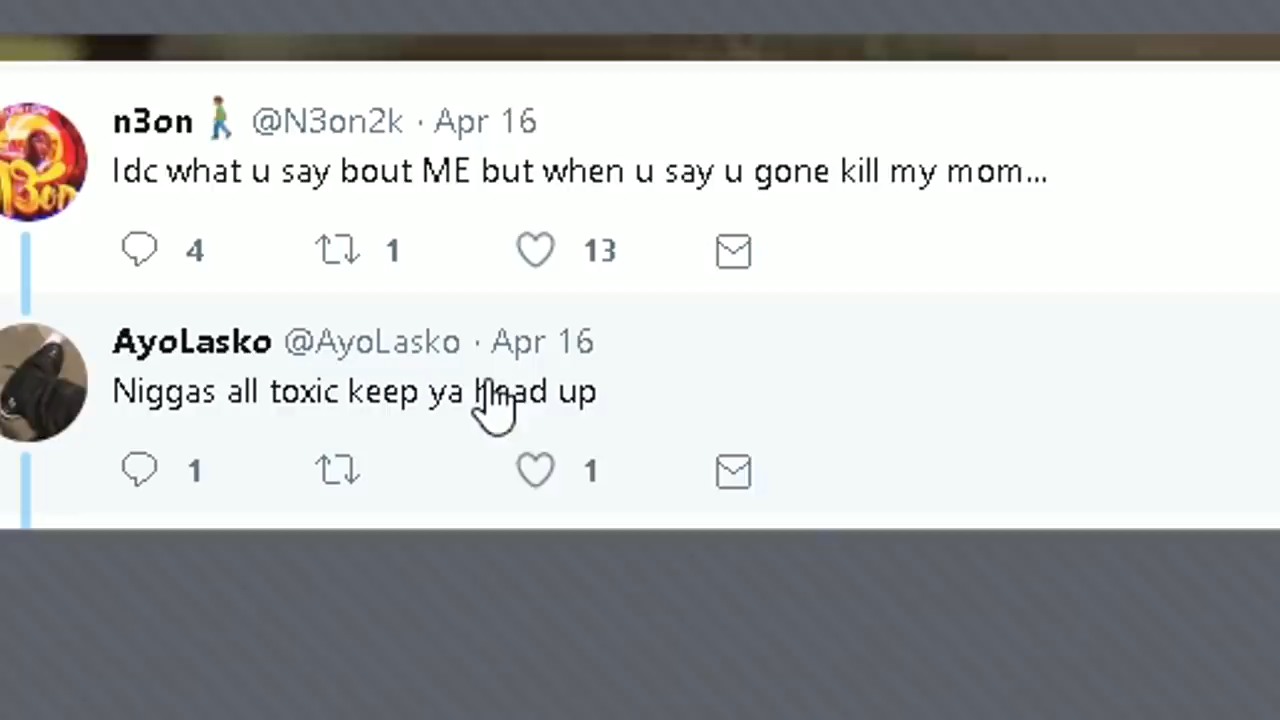 n3on @N3on2k · Apr 16
Idc what u say bout ME but when u say u gone kill my mom...
4 1 13
AyoLasko @AyoLasko · Apr 16
Niggas all toxic keep ya head up
1 1